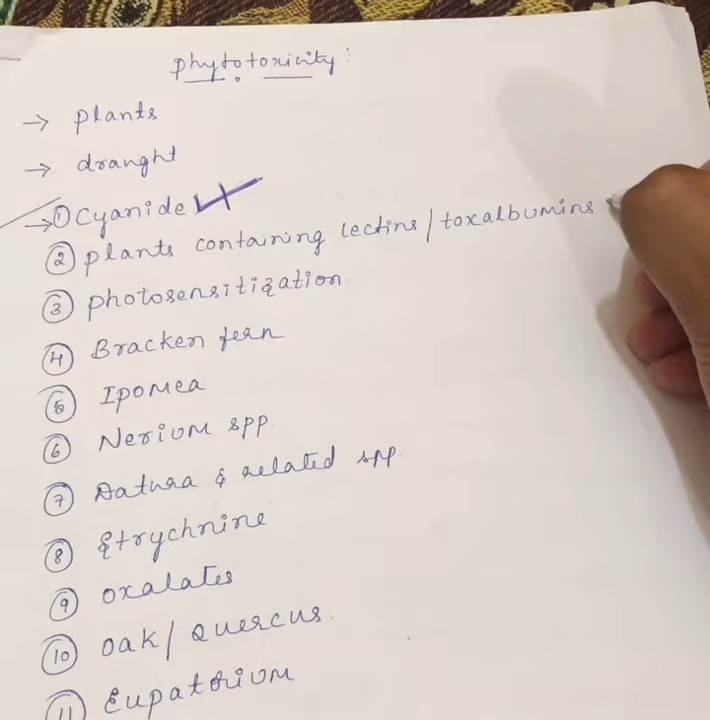 Phytotoxicity:
→ plants
→ draught
→ ① Cyanide
② plants containing lectins / toxalbumins
③ photosensitization
④ Bracken fern
⑤ Ipomea
⑥ Nerium spp.
⑦ Datura & related spp.
⑧ Strychnine
⑨ oxalates
⑩ oak / Quercus.
⑪ Eupatorium